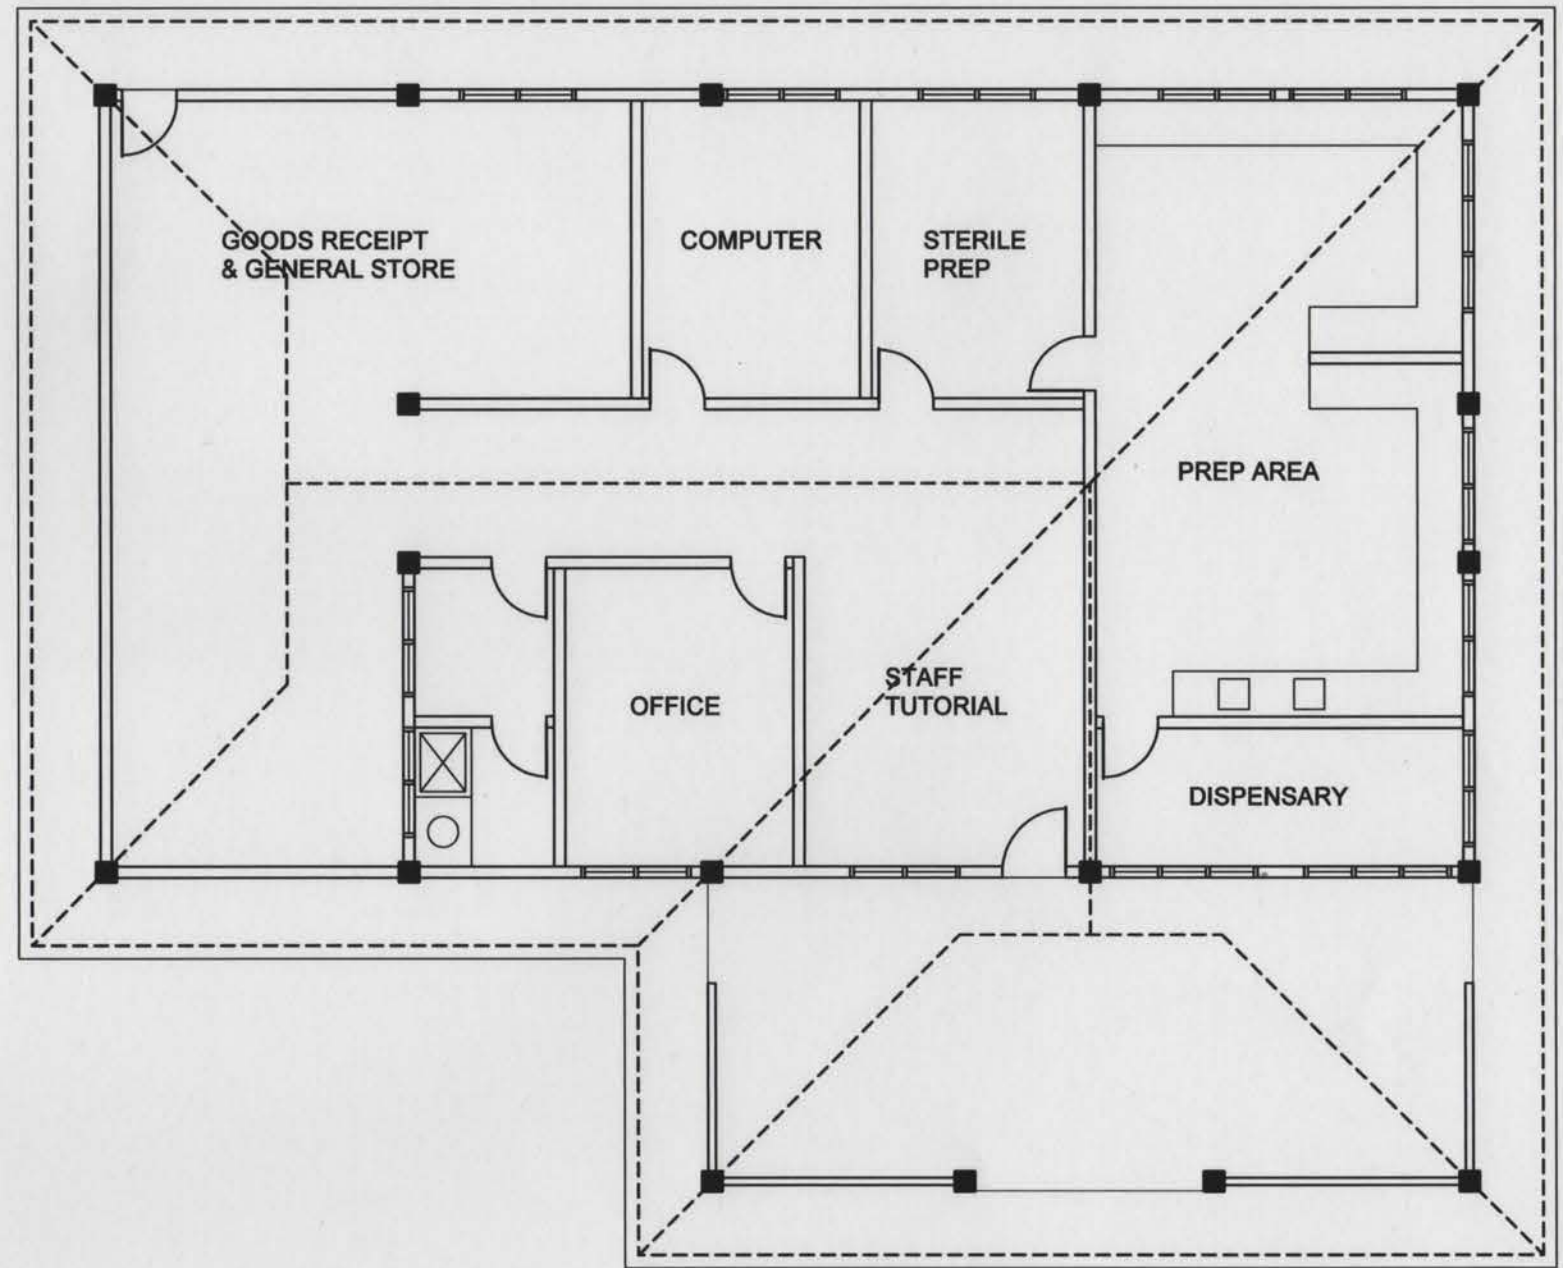 GOODS RECEIPT
& GENERAL STORE
COMPUTER
STERILE
PREP
PREP AREA
OFFICE
STAFF
TUTORIAL
DISPENSARY